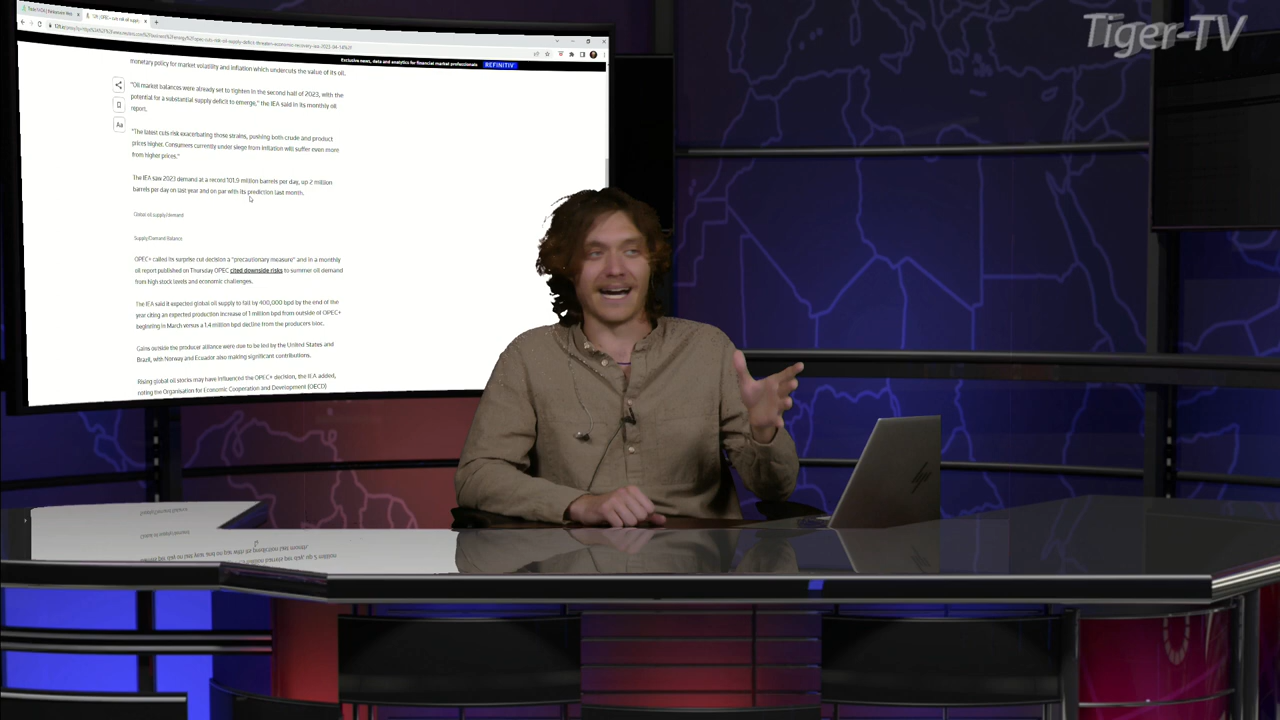 Tiger-TV
Exclusive news, data and analytics for financial market professionals REFINITIV
monetary policy for market volatility and inflation which undercuts the value of its oil.
"Oil market balances were already set to tighten in the second half of 2023, with the
potential for a substantial supply deficit to emerge," the IEA said in its monthly oil
report.
"The latest cuts risk exacerbating those strains, pushing both crude and product
prices higher. Consumers currently under siege from inflation will suffer even more
from higher prices."
The IEA saw 2023 demand at a record 101.9 million barrels per day, up 2 million
barrels per day on last year and on par with its prediction last month.
Global oil supply/demand
Supply/Demand Balance
OPEC+ called its surprise cut decision a "precautionary measure" and in a monthly
oil report published on Thursday OPEC cited downside risks to summer oil demand
from high stock levels and economic challenges.
The IEA said it expected global oil supply to fall by 400,000 bpd by the end of the
year citing an expected production increase of 1 million bpd from outside of OPEC+
beginning in March versus a 1.4 million bpd decline from the producers bloc.
Gains outside the producer alliance were due to be led by the United States and
Brazil, with Norway and Ecuador also making significant contributions.
Rising global oil stocks may have influenced the OPEC+ decision, the IEA added,
noting the Organisation for Economic Cooperation and Development (OECD)
Aa
hp